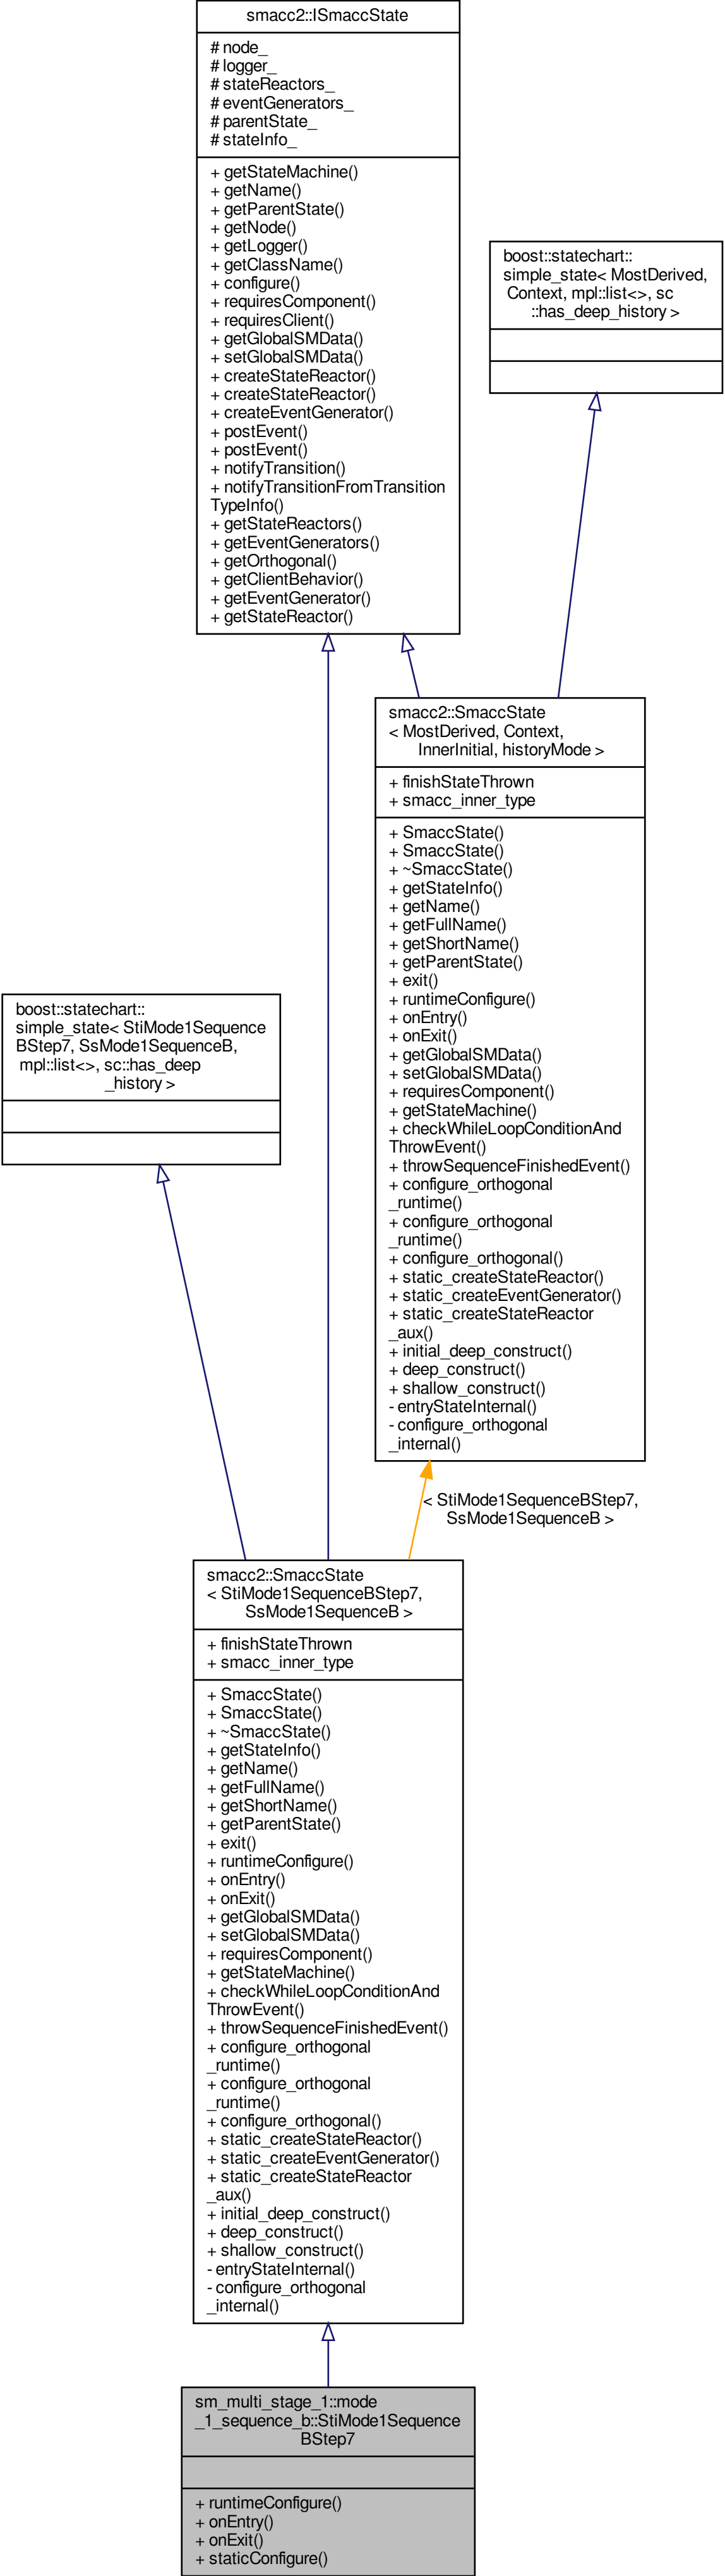 smacc2::ISmaccState
# node_
# logger_
# stateReactors_
# eventGenerators_
# parentState_
# stateInfo_
+ getStateMachine()
+ getName()
+ getParentState()
+ getNode()
+ getLogger()
+ getClassName()
+ configure()
+ requiresComponent()
+ requiresClient()
+ getGlobalSMData()
+ setGlobalSMData()
+ createStateReactor()
+ createStateReactor()
+ createEventGenerator()
+ postEvent()
+ postEvent()
+ notifyTransition()
+ notifyTransitionFromTransition
TypeInfo()
+ getStateReactors()
+ getEventGenerators()
+ getOrthogonal()
+ getClientBehavior()
+ getEventGenerator()
+ getStateReactor()
boost::statechart::
simple_state< MostDerived,
Context, mpl::list<>, sc
::has_deep_history >
smacc2::SmaccState
< MostDerived, Context,
InnerInitial, historyMode >
+ finishStateThrown
+ smacc_inner_type
+ SmaccState()
+ SmaccState()
+ ~SmaccState()
+ getStateInfo()
+ getName()
+ getFullName()
+ getShortName()
+ getParentState()
+ exit()
+ runtimeConfigure()
+ onEntry()
+ onExit()
+ getGlobalSMData()
+ setGlobalSMData()
+ requiresComponent()
+ getStateMachine()
+ checkWhileLoopConditionAnd
ThrowEvent()
+ throwSequenceFinishedEvent()
+ configure_orthogonal
_runtime()
+ configure_orthogonal
_runtime()
+ configure_orthogonal()
+ static_createStateReactor()
+ static_createEventGenerator()
+ static_createStateReactor
_aux()
+ initial_deep_construct()
+ deep_construct()
+ shallow_construct()
- entryStateInternal()
- configure_orthogonal
_internal()
boost::statechart::
simple_state< StiMode1Sequence
BStep7, SsMode1SequenceB,
mpl::list<>, sc::has_deep
_history >
< StiMode1SequenceBStep7,
SsMode1SequenceB >
smacc2::SmaccState
< StiMode1SequenceBStep7,
SsMode1SequenceB >
+ finishStateThrown
+ smacc_inner_type
+ SmaccState()
+ SmaccState()
+ ~SmaccState()
+ getStateInfo()
+ getName()
+ getFullName()
+ getShortName()
+ getParentState()
+ exit()
+ runtimeConfigure()
+ onEntry()
+ onExit()
+ getGlobalSMData()
+ setGlobalSMData()
+ requiresComponent()
+ getStateMachine()
+ checkWhileLoopConditionAnd
ThrowEvent()
+ throwSequenceFinishedEvent()
+ configure_orthogonal
_runtime()
+ configure_orthogonal
_runtime()
+ configure_orthogonal()
+ static_createStateReactor()
+ static_createEventGenerator()
+ static_createStateReactor
_aux()
+ initial_deep_construct()
+ deep_construct()
+ shallow_construct()
- entryStateInternal()
- configure_orthogonal
_internal()
sm_multi_stage_1::mode
_1_sequence_b::StiMode1Sequence
BStep7
+ runtimeConfigure()
+ onEntry()
+ onExit()
+ staticConfigure()